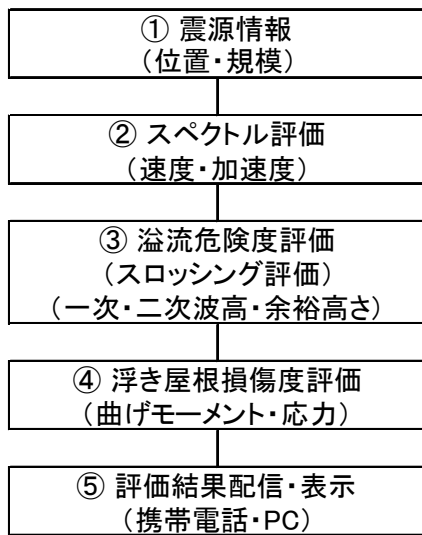 ① 震源情報
(位置・規模)
② スペクトル評価
(速度・加速度)
③ 溢流危険度評価
(スロッシング評価)
(一次・二次波高・余裕高さ)
④ 浮き屋根損傷度評価
(曲げモーメント・応力)
⑤ 評価結果配信・表示
(携帯電話・PC)